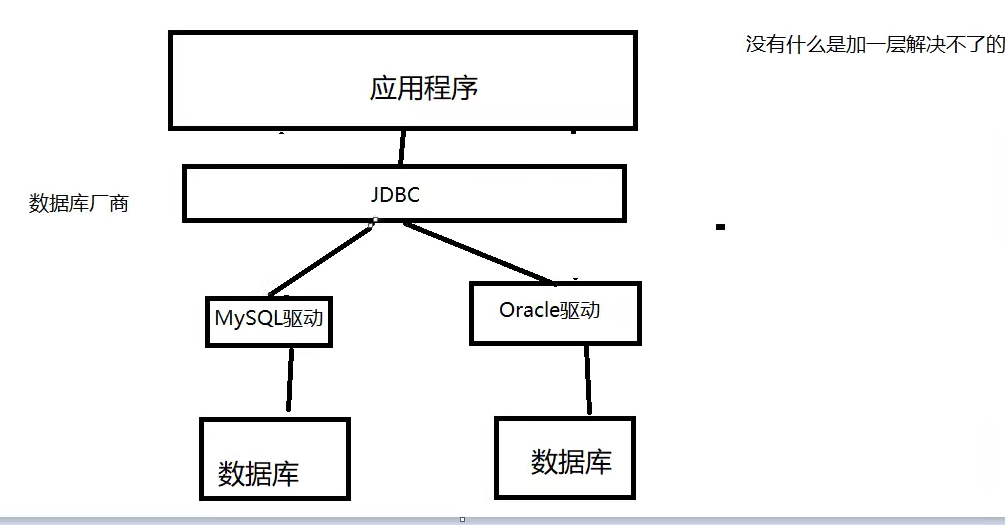 没有什么是加一层解决不了的
应用程序
JDBC
数据库厂商
MySQL驱动
Oracle驱动
数据库
数据库